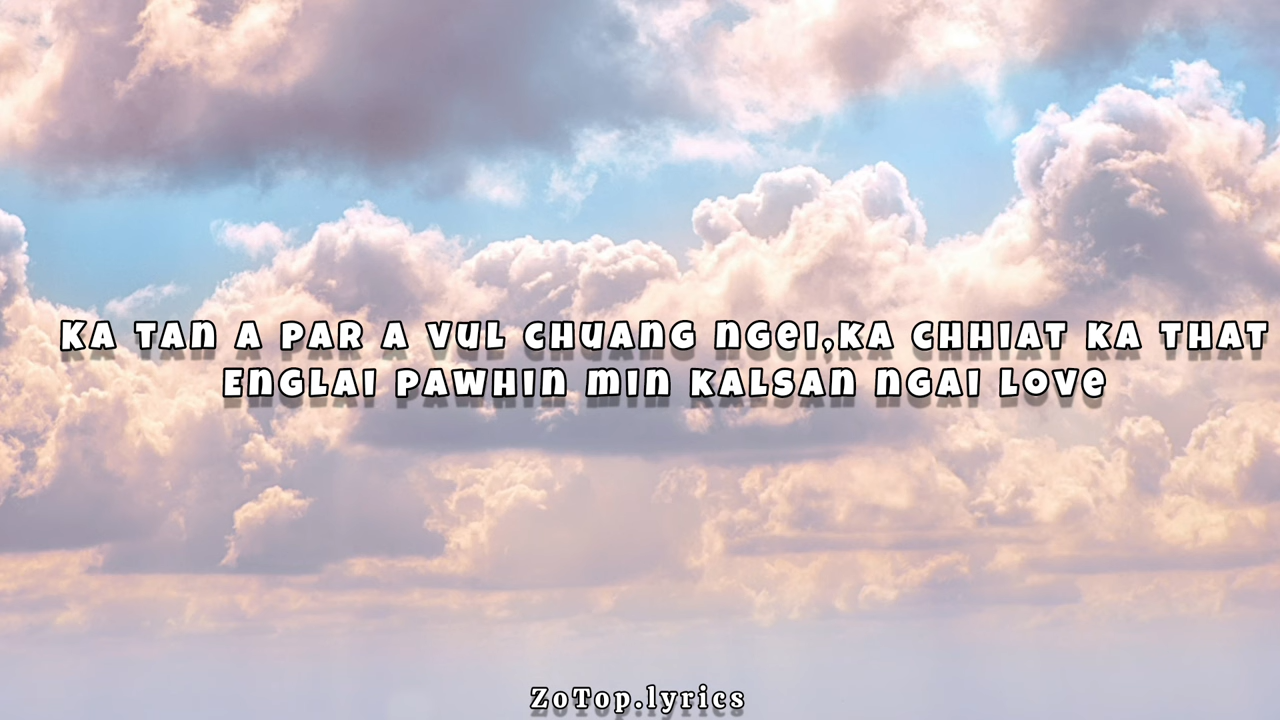 Ka tan a par a vul chuang ngei,ka chhiat ka that
Englai pawhin min kalsan ngai love
ZoTop.lyrics